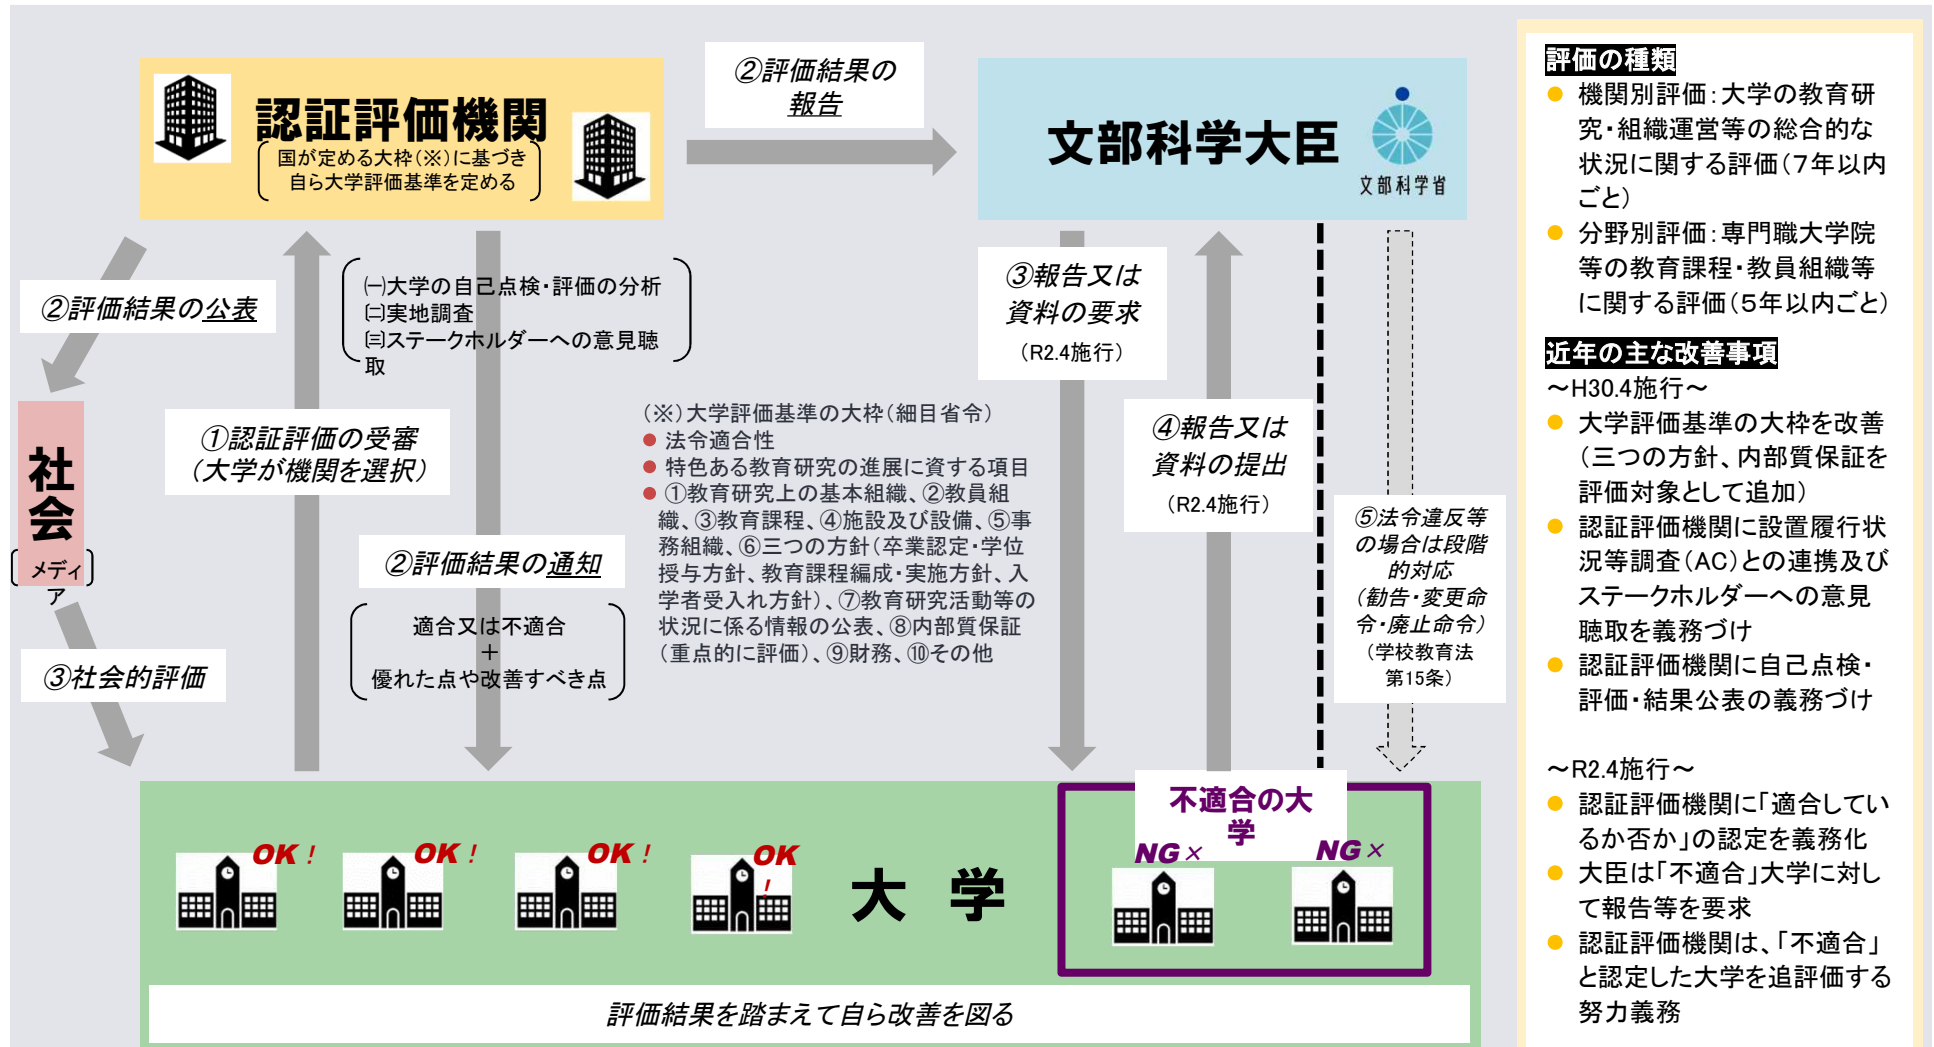 認証評価機関
国が定める大枠(※)に基づき
自ら大学評価基準を定める
②評価結果の
報告
文部科学大臣
文部科学省
②評価結果の公表
㈠大学の自己点検・評価の分析
㈡実地調査
㈢ステークホルダーへの意見聴
取
③報告又は
資料の要求
(R2.4施行)
①認証評価の受審
(大学が機関を選択)
(※)大学評価基準の大枠(細目省令)
● 法令適合性
● 特色ある教育研究の進展に資する項目
● ①教育研究上の基本組織、②教員組
織、③教育課程、④施設及び設備、⑤事
務組織、⑥三つの方針(卒業認定・学位
授与方針、教育課程編成・実施方針、入
学者受入れ方針)、⑦教育研究活動等の
状況に係る情報の公表、⑧内部質保証
(重点的に評価)、⑨財務、⑩その他
④報告又は
資料の提出
(R2.4施行)
⑤法令違反等
の場合は段階
的対応
(勧告・変更命
令・廃止命令)
(学校教育法
第15条)
社
会
メディ
ア
②評価結果の通知
適合又は不適合
+
優れた点や改善すべき点
③社会的評価
OK!
OK!
OK!
OK
!
大 学
不適合の大
学
NG×
NG×
評価結果を踏まえて自ら改善を図る
評価の種類
● 機関別評価:大学の教育研
究・組織運営等の総合的な
状況に関する評価(7年以内
ごと)
● 分野別評価:専門職大学院
等の教育課程・教員組織等
に関する評価(5年以内ごと)
近年の主な改善事項
～H30.4施行～
● 大学評価基準の大枠を改善
(三つの方針、内部質保証を
評価対象として追加)
● 認証評価機関に設置履行状
況等調査(AC)との連携及び
ステークホルダーへの意見
聴取を義務づけ
● 認証評価機関に自己点検・
評価・結果公表の義務づけ
～R2.4施行～
● 認証評価機関に「適合してい
るか否か」の認定を義務化
● 大臣は「不適合」大学に対し
て報告等を要求
● 認証評価機関は、「不適合」
と認定した大学を追評価する
努力義務